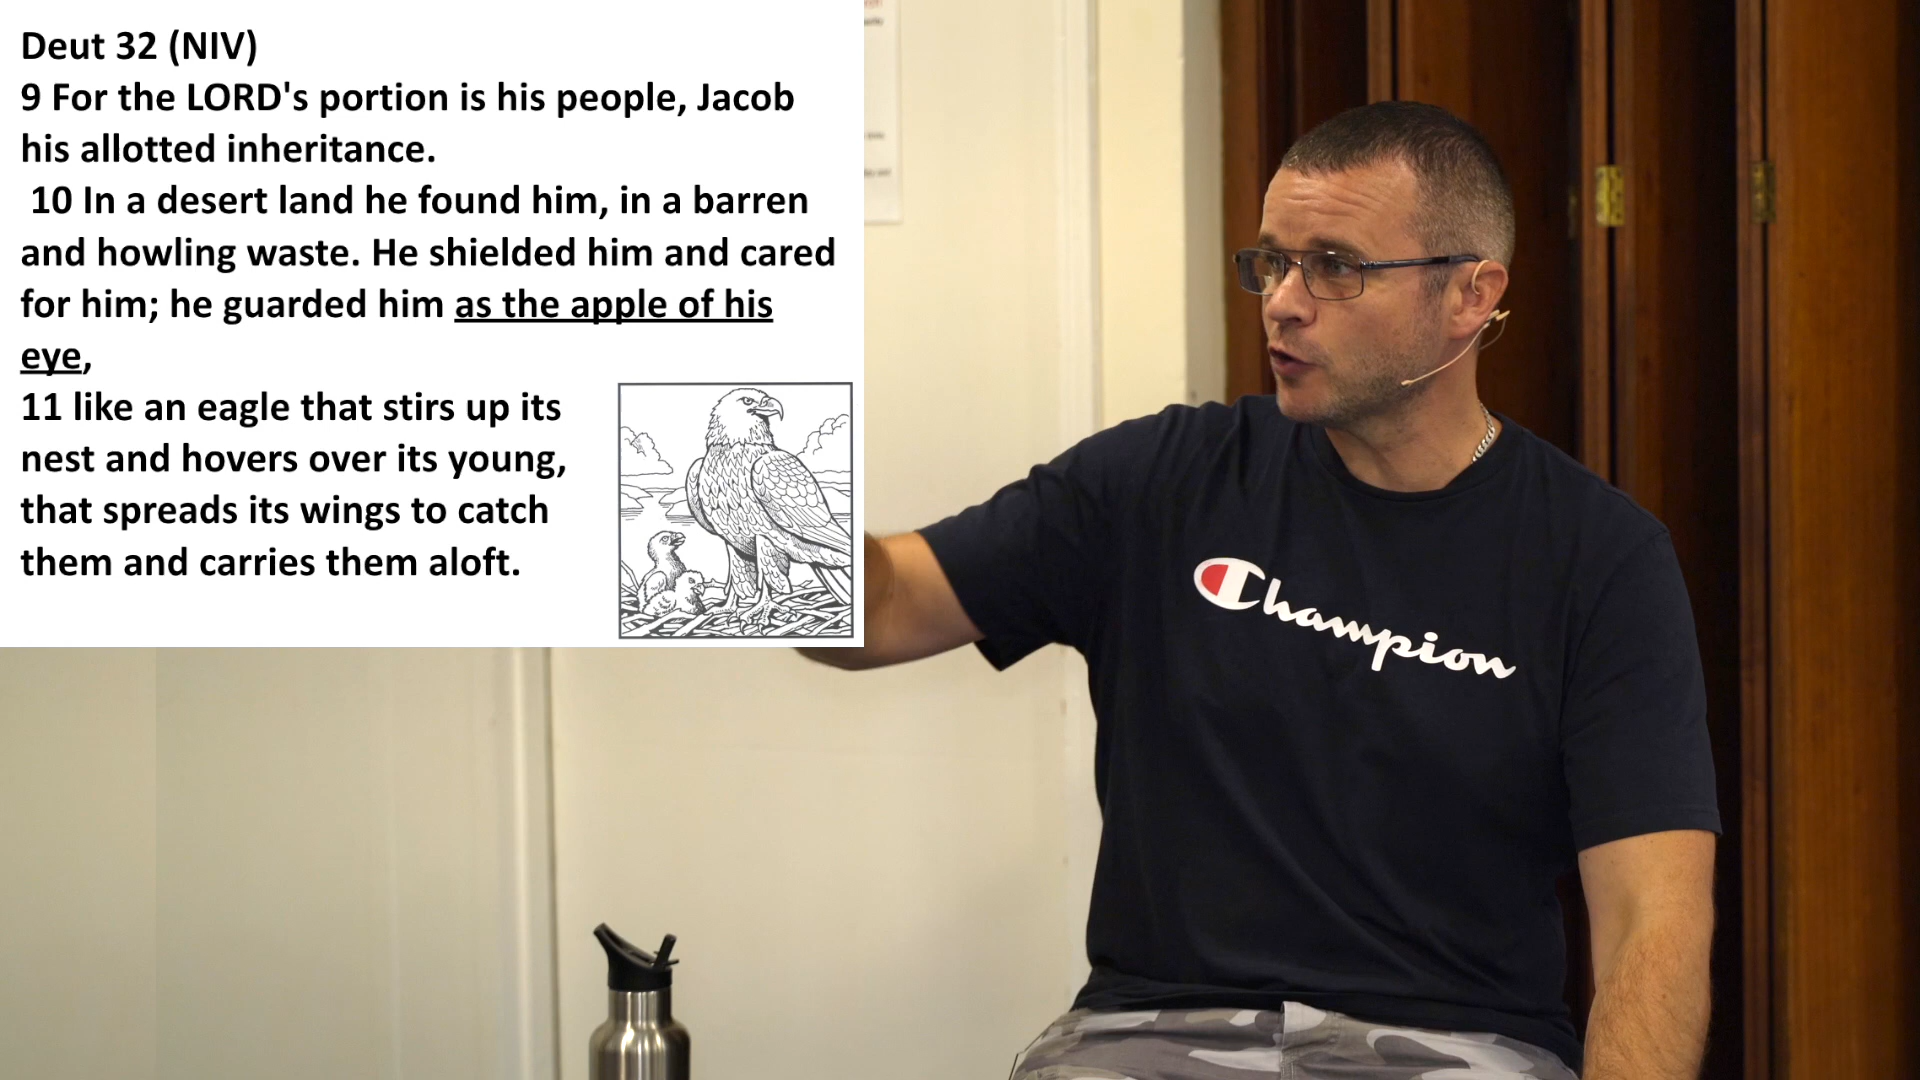 Deut 32 (NIV)
9 For the LORD's portion is his people, Jacob
his allotted inheritance.
10 In a desert land he found him, in a barren
and howling waste. He shielded him and cared
for him; he guarded him as the apple of his
eye,
11 like an eagle that stirs up its
nest and hovers over its young,
that spreads its wings to catch
them and carries them aloft.
Champion